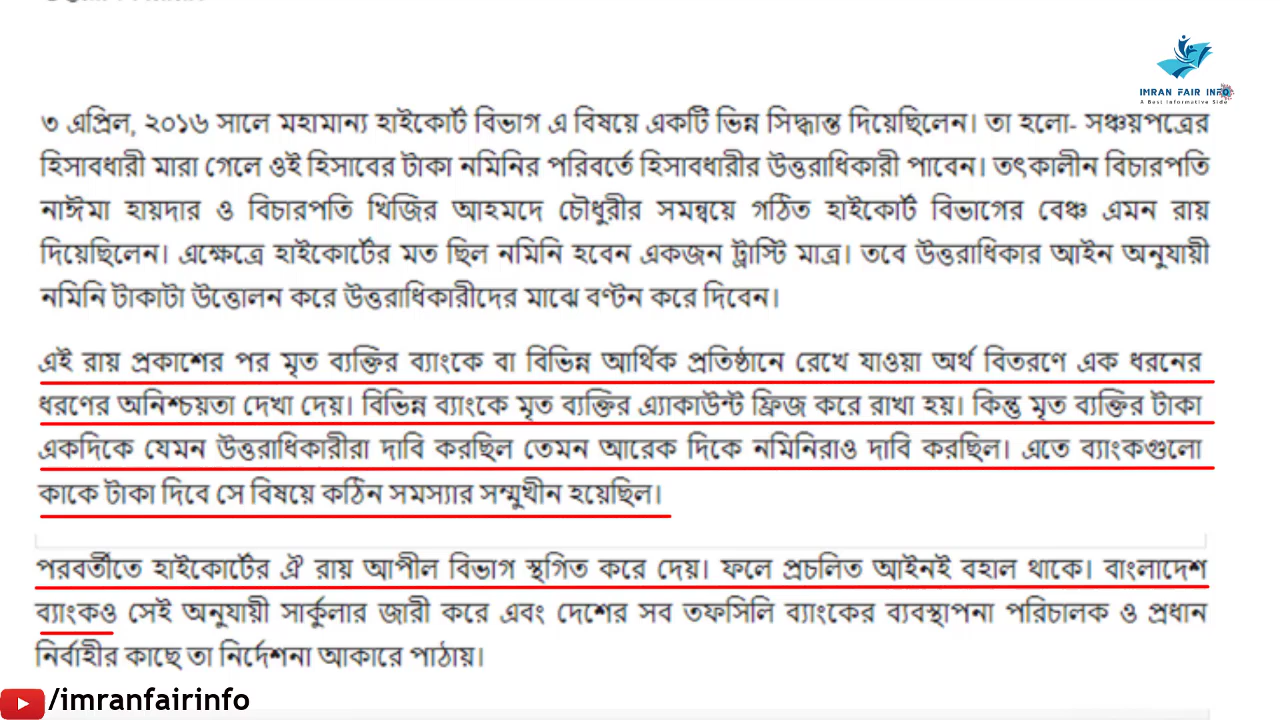 IMRAN FAIR INFO
A Best Informative Side
৩ এপ্রিল, ২০১৬ সালে মহামান্য হাইকোর্ট বিভাগ এ বিষয়ে একটি ভিন্ন সিদ্ধান্ত দিয়েছিলেন। তা হলো- সঞ্চয়পত্রের
হিসাবধারী মারা গেলে ওই হিসাবের টাকা নমিনির পরিবর্তে হিসাবধারীর উত্তরাধিকারী পাবেন। তৎকালীন বিচারপতি
নাঈমা হায়দার ও বিচারপতি খিজির আহমদে চৌধুরীর সমন্বয়ে গঠিত হাইকোর্ট বিভাগের বেঞ্চ এমন রায়
দিয়েছিলেন। এক্ষেত্রে হাইকোর্টের মত ছিল নমিনি হবেন একজন ট্রাস্টি মাত্র। তবে উত্তরাধিকার আইন অনুযায়ী
নমিনি টাকাটা উত্তোলন করে উত্তরাধিকারীদের মাঝে বণ্টন করে দিবেন।
এই রায় প্রকাশের পর মৃত ব্যক্তির ব্যাংকে বা বিভিন্ন আর্থিক প্রতিষ্ঠানে রেখে যাওয়া অর্থ বিতরণে এক ধরনের
ধরণের অনিশ্চয়তা দেখা দেয়। বিভিন্ন ব্যাংকে মৃত ব্যক্তির এ্যাকাউন্ট ফ্রিজ করে রাখা হয়। কিন্তু মৃত ব্যক্তির টাকা
একদিকে যেমন উত্তরাধিকারীরা দাবি করছিল তেমন আরেক দিকে নমিনিরাও দাবি করছিল। এতে ব্যাংকগুলো
কাকে টাকা দিবে সে বিষয়ে কঠিন সমস্যার সম্মুখীন হয়েছিল।
পরবর্তীতে হাইকোর্টের ঐ রায় আপীল বিভাগ স্থগিত করে দেয়। ফলে প্রচলিত আইনই বহাল থাকে। বাংলাদেশ
ব্যাংকও সেই অনুযায়ী সার্কুলার জারী করে এবং দেশের সব তফসিলি ব্যাংকের ব্যবস্থাপনা পরিচালক ও প্রধান
নির্বাহীর কাছে তা নির্দেশনা আকারে পাঠায়।
/imranfairinfo